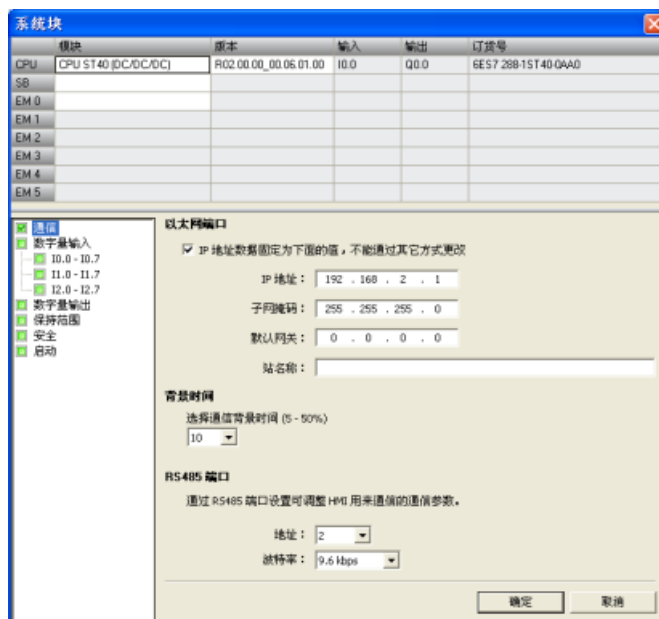 系统块
模块 版本 输入 输出 订货号
CPU CPU ST40 (DC/DC/DC) R02.00.00_00.06.01.00 I0.0 Q0.0 6ES7 288-1ST40-0AA0
SB
EM 0
EM 1
EM 2
EM 3
EM 4
EM 5
通信
数字量输入
I0.0 - I0.7
I1.0 - I1.7
I2.0 - I2.7
数字量输出
保持范围
安全
启动
以太网端口
IP 地址数据固定为下面的值，不能通过其它方式更改
IP 地址： 192 . 168 . 2 . 1
子网掩码： 255 . 255 . 255 . 0
默认网关： 0 . 0 . 0 . 0
站名称：
背景时间
选择通信背景时间 (5 - 50%)
10
RS485 端口
通过 RS485 端口设置可调整 HMI 用来通信的通信参数。
地址： 2
波特率： 9.6 kbps
确定 取消